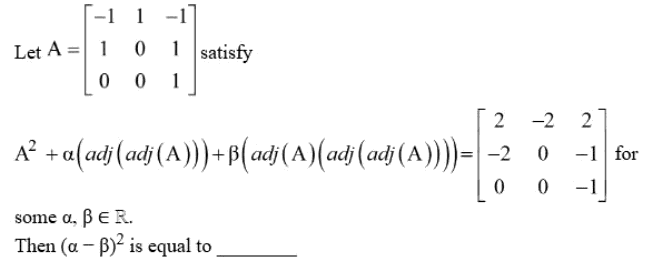 Let A = [−1 1 −1; 1 0 1; 0 0 1] satisfy
A² + α(adj(adj(A))) + β(adj(A)(adj(adj(A)))) = [2 −2 2; −2 0 −1; 0 0 −1] for
some α, β ∈ ℝ.
Then (α − β)² is equal to ________